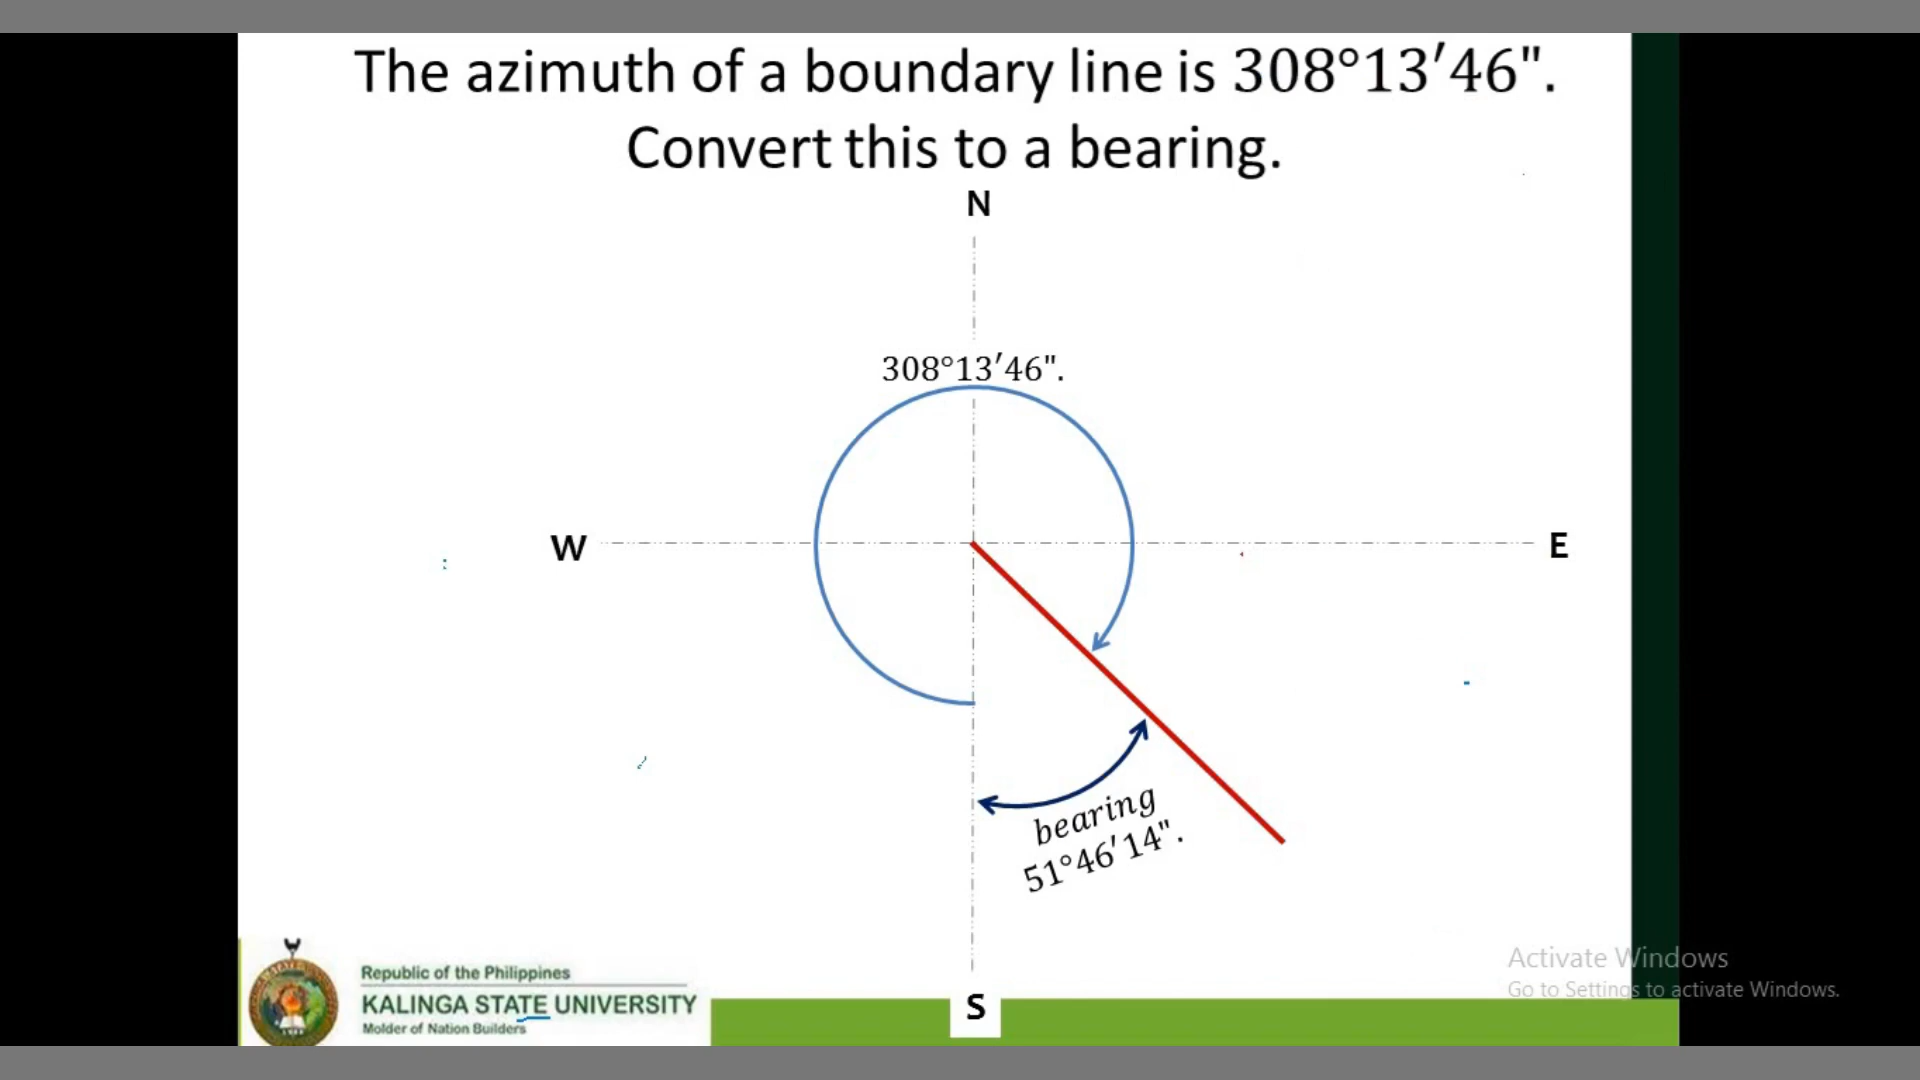 The azimuth of a boundary line is 308°13′46".
Convert this to a bearing.
N
308°13′46".
W
E
bearing
51°46′14".
S
Republic of the Philippines
KALINGA STATE UNIVERSITY
Molder of Nation Builders
Activate Windows
Go to Settings to activate Windows.